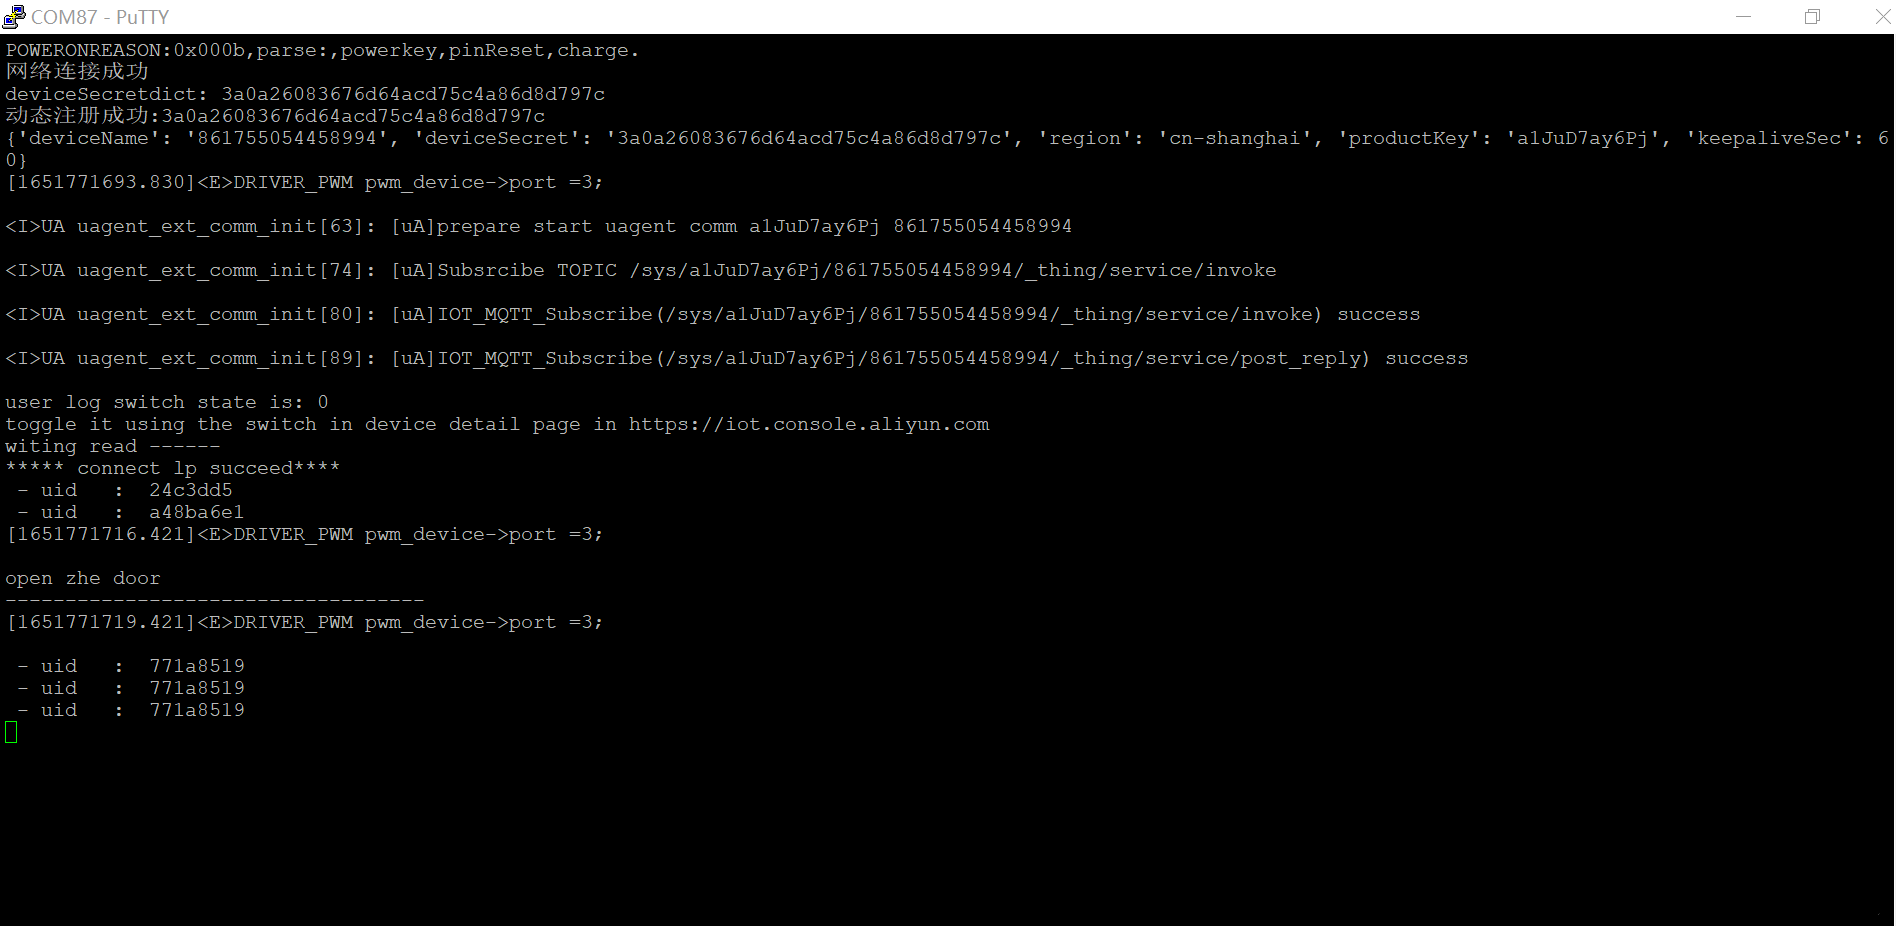 COM87 - PuTTY
POWERONREASON:0x000b,parse:,powerkey,pinReset,charge.
网络连接成功
deviceSecretdict: 3a0a26083676d64acd75c4a86d8d797c
动态注册成功:3a0a26083676d64acd75c4a86d8d797c
{'deviceName': '861755054458994', 'deviceSecret': '3a0a26083676d64acd75c4a86d8d797c', 'region': 'cn-shanghai', 'productKey': 'a1JuD7ay6Pj', 'keepaliveSec': 6
0}
[1651771693.830]<E>DRIVER_PWM pwm_device->port =3;
<I>UA uagent_ext_comm_init[63]: [uA]prepare start uagent comm a1JuD7ay6Pj 861755054458994
<I>UA uagent_ext_comm_init[74]: [uA]Subsrcibe TOPIC /sys/a1JuD7ay6Pj/861755054458994/_thing/service/invoke
<I>UA uagent_ext_comm_init[80]: [uA]IOT_MQTT_Subscribe(/sys/a1JuD7ay6Pj/861755054458994/_thing/service/invoke) success
<I>UA uagent_ext_comm_init[89]: [uA]IOT_MQTT_Subscribe(/sys/a1JuD7ay6Pj/861755054458994/_thing/service/post_reply) success
user log switch state is: 0
toggle it using the switch in device detail page in https://iot.console.aliyun.com
witing read ------
***** connect lp succeed****
- uid : 24c3dd5
- uid : a48ba6e1
[1651771716.421]<E>DRIVER_PWM pwm_device->port =3;
open zhe door
-----------------------------------
[1651771719.421]<E>DRIVER_PWM pwm_device->port =3;
- uid : 771a8519
- uid : 771a8519
- uid : 771a8519